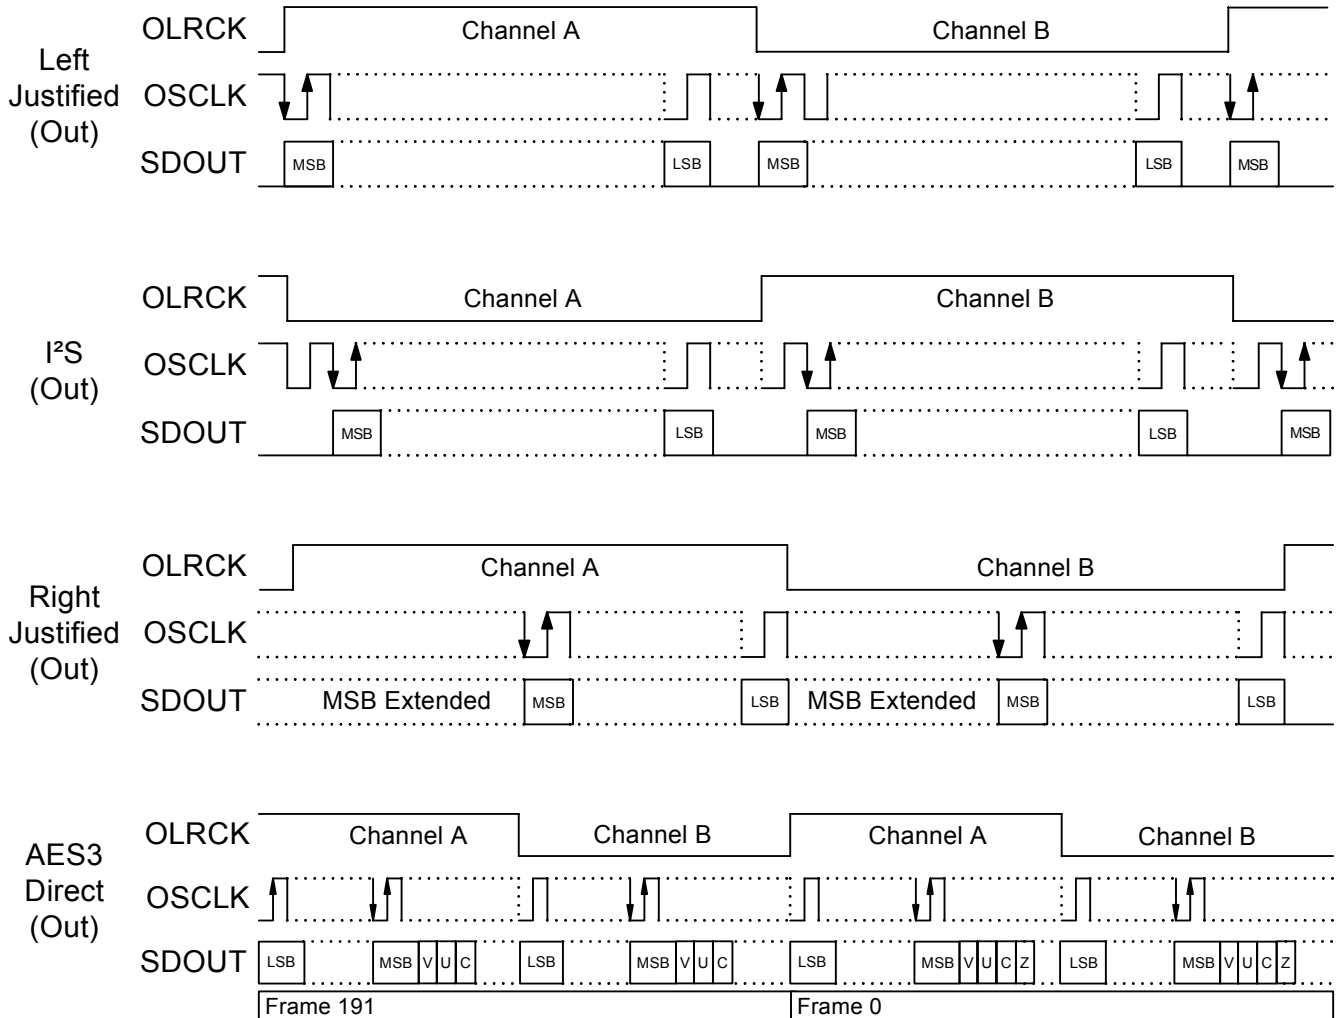 Left
Justified
(Out)
OLRCK Channel A Channel B
OSCLK
SDOUT MSB LSB MSB LSB MSB
I²S
(Out)
OLRCK Channel A Channel B
OSCLK
SDOUT MSB LSB MSB LSB MSB
Right
Justified
(Out)
OLRCK Channel A Channel B
OSCLK
SDOUT MSB Extended MSB LSB MSB Extended MSB LSB
AES3
Direct
(Out)
OLRCK Channel A Channel B Channel A Channel B
OSCLK
SDOUT LSB MSB V U C LSB MSB V U C LSB MSB V U C Z LSB MSB V U C Z
Frame 191 Frame 0